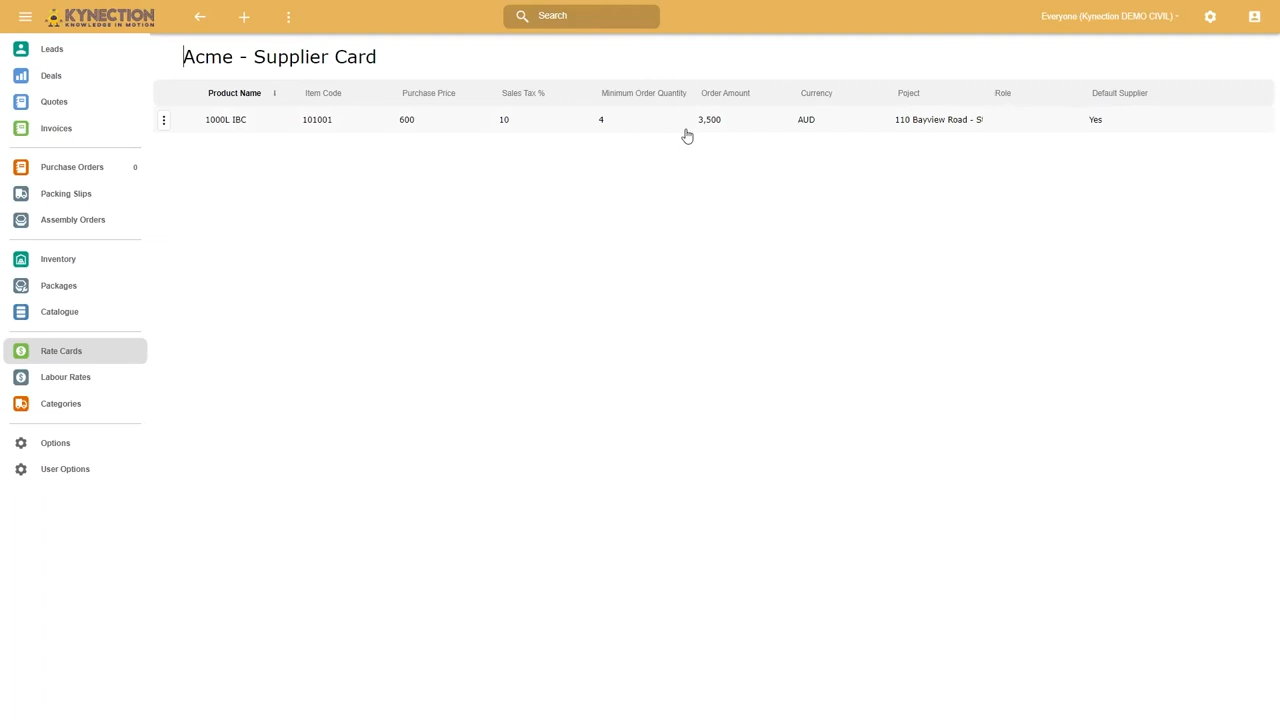 KYNECTION
KNOWLEDGE IN MOTION
Search
Everyone (Kynection DEMO CIVIL)
Leads
Deals
Quotes
Invoices
Purchase Orders 0
Packing Slips
Assembly Orders
Inventory
Packages
Catalogue
Rate Cards
Labour Rates
Categories
Options
User Options
Acme - Supplier Card
Product Name Item Code Purchase Price Sales Tax % Minimum Order Quantity Order Amount Currency Poject Role Default Supplier
1000L IBC 101001 600 10 4 3,500 AUD 110 Bayview Road - Yes